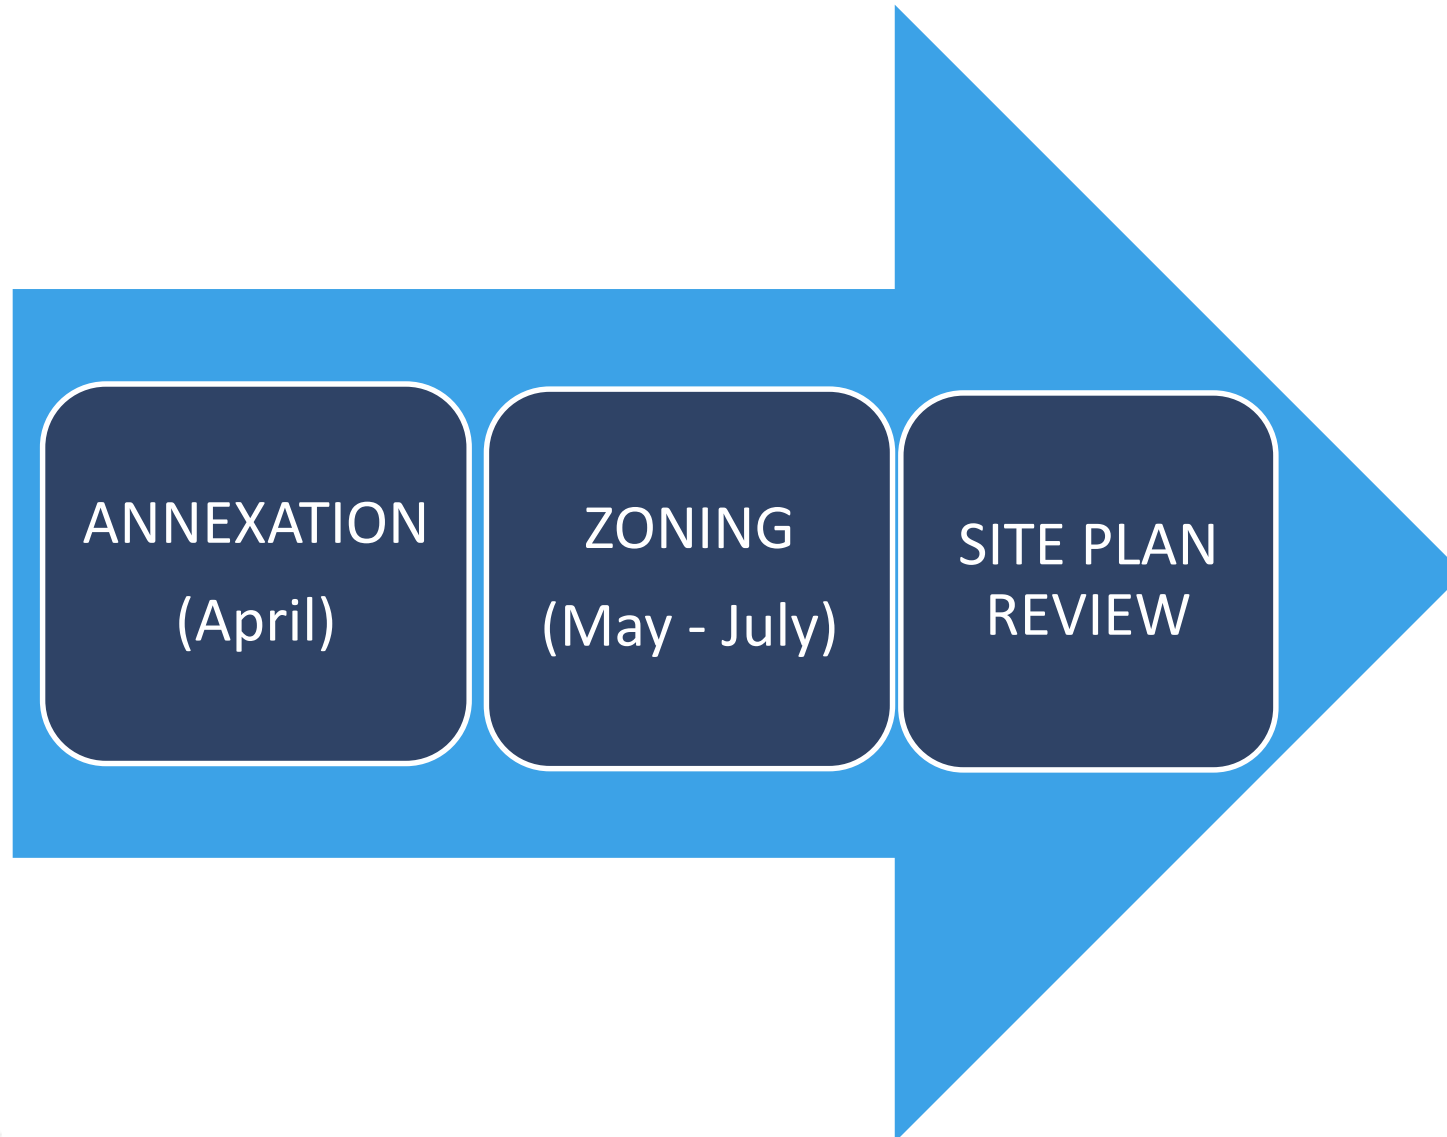 ANNEXATION
(April)
ZONING
(May - July)
SITE PLAN
REVIEW